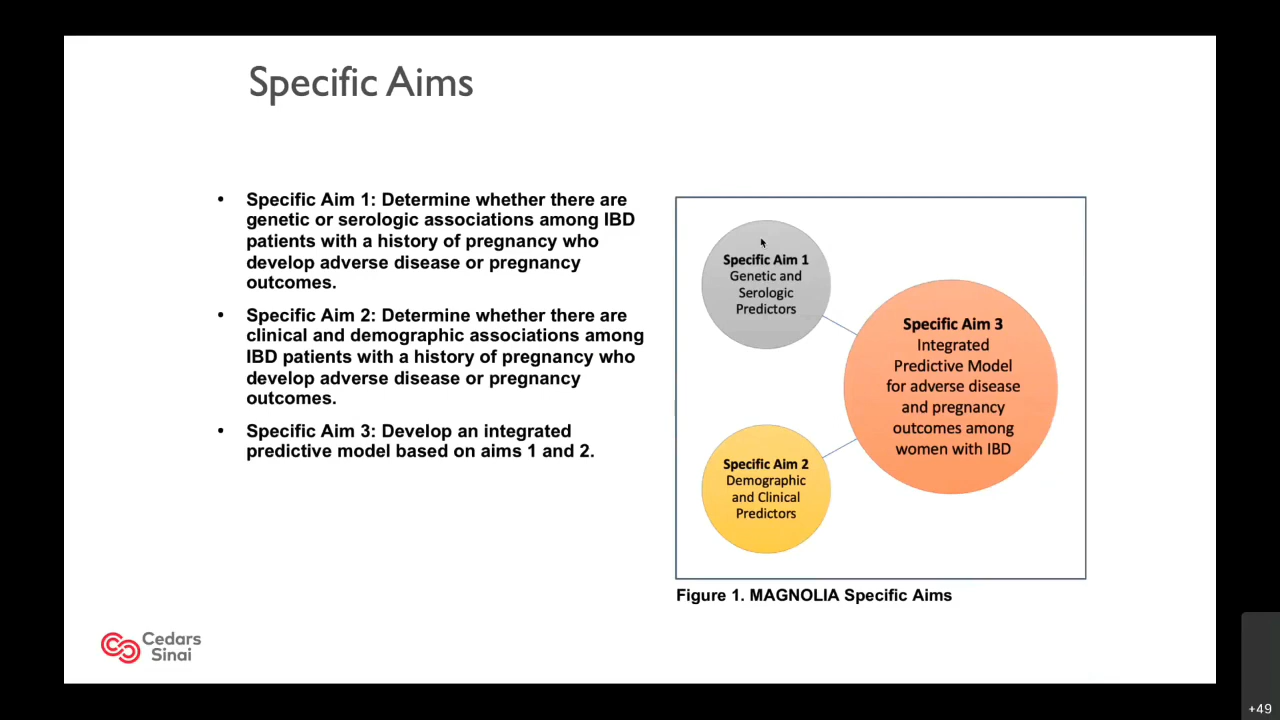 Specific Aims
• Specific Aim 1: Determine whether there are
genetic or serologic associations among IBD
patients with a history of pregnancy who
develop adverse disease or pregnancy
outcomes.
• Specific Aim 2: Determine whether there are
clinical and demographic associations among
IBD patients with a history of pregnancy who
develop adverse disease or pregnancy
outcomes.
• Specific Aim 3: Develop an integrated
predictive model based on aims 1 and 2.
Specific Aim 1
Genetic and
Serologic
Predictors
Specific Aim 2
Demographic
and Clinical
Predictors
Specific Aim 3
Integrated
Predictive Model
for adverse disease
and pregnancy
outcomes among
women with IBD
Figure 1. MAGNOLIA Specific Aims
Cedars
Sinai
+49